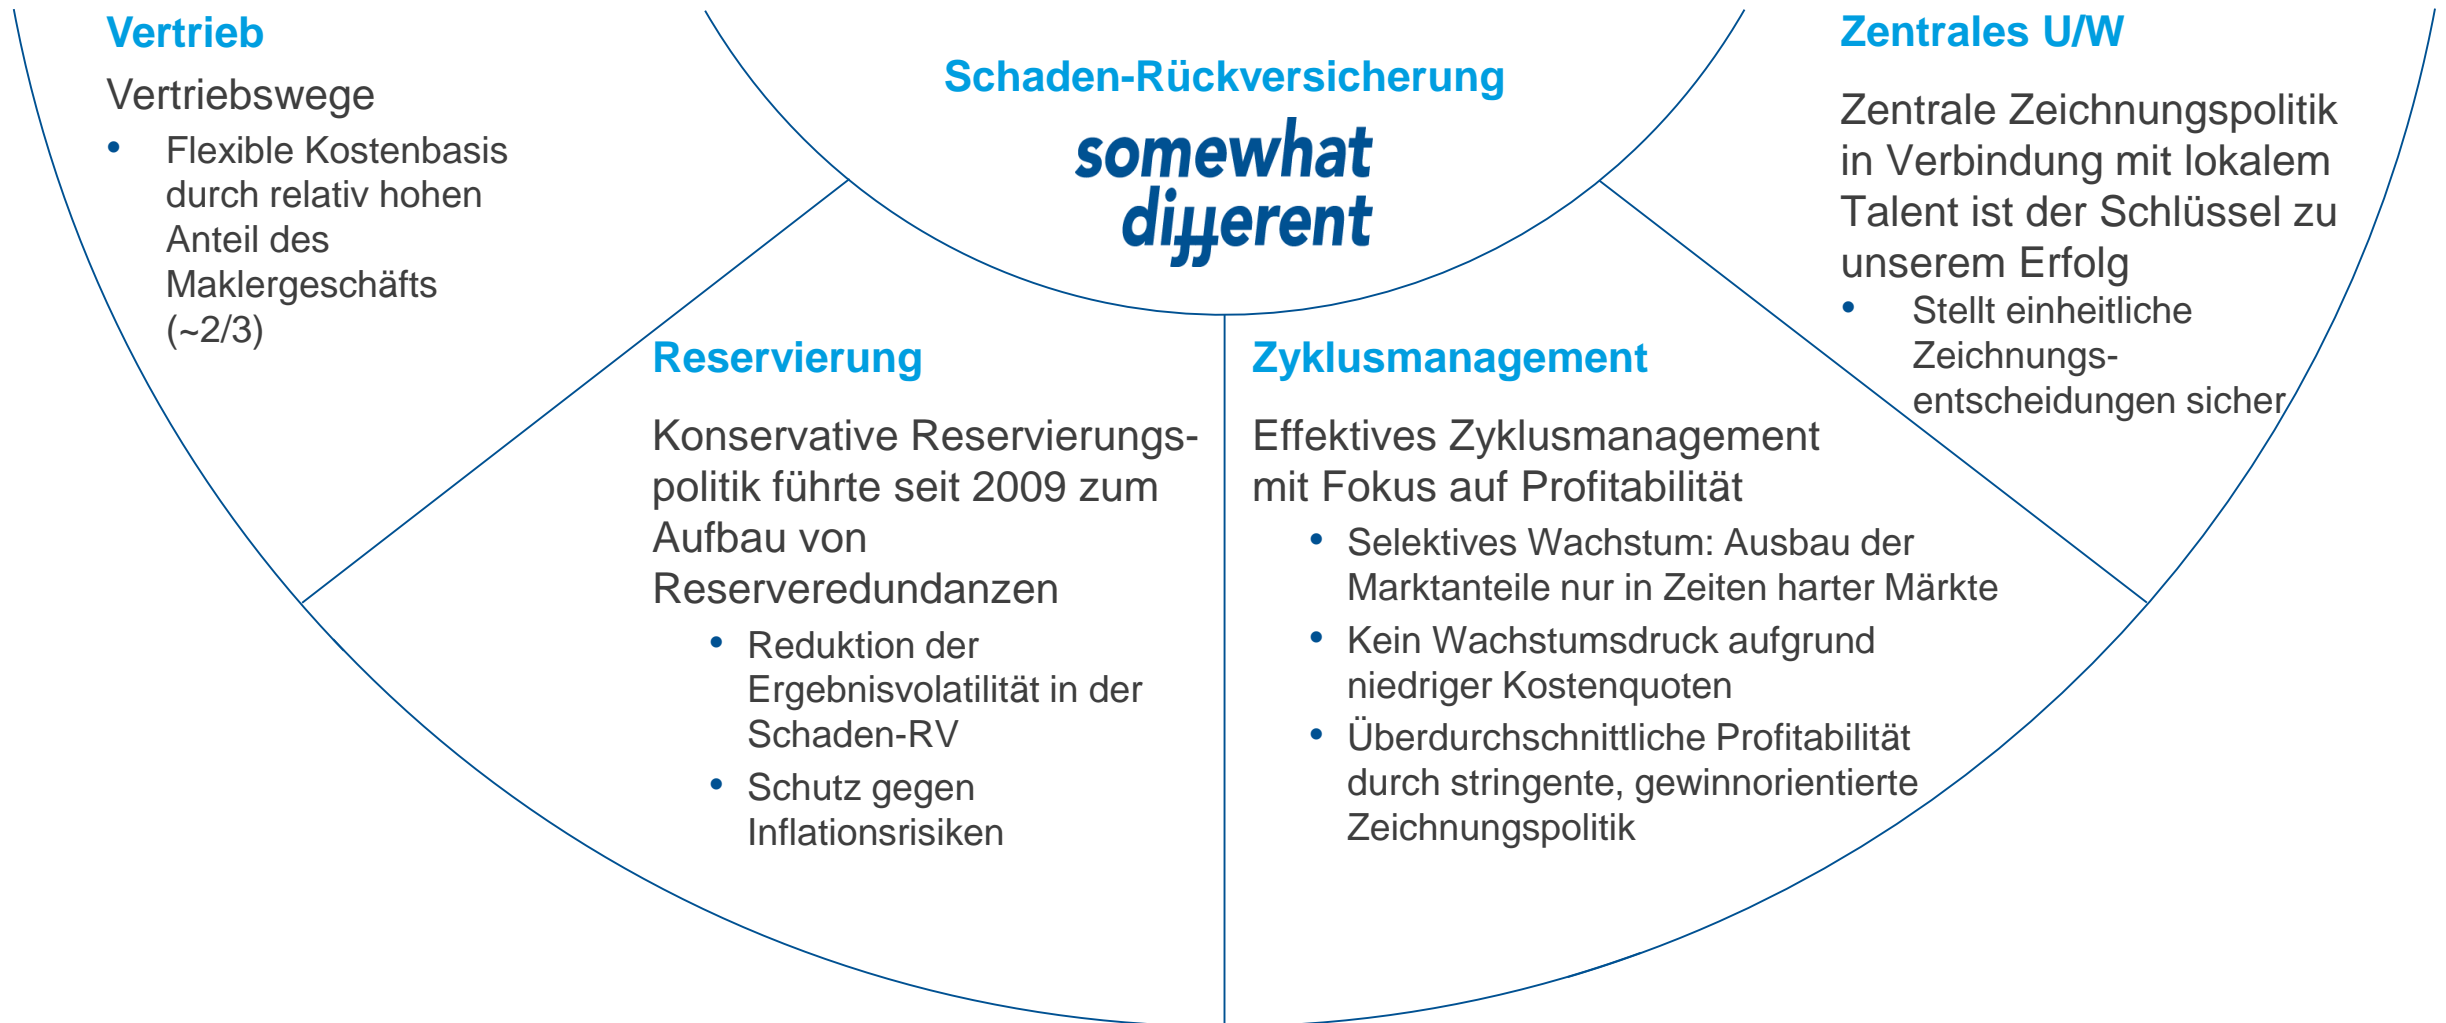 Vertrieb
Vertriebswege
• Flexible Kostenbasis
durch relativ hohen
Anteil des
Maklergeschäfts
(~2/3)
Schaden-Rückversicherung
somewhat
different
Zentrales U/W
Zentrale Zeichnungspolitik
in Verbindung mit lokalem
Talent ist der Schlüssel zu
unserem Erfolg
• Stellt einheitliche
Zeichnungs-
entscheidungen sicher
Reservierung
Konservative Reservierungs-
politik führte seit 2009 zum
Aufbau von
Reserveredundanzen
• Reduktion der
Ergebnisvolatilität in der
Schaden-RV
• Schutz gegen
Inflationsrisiken
Zyklusmanagement
Effektives Zyklusmanagement
mit Fokus auf Profitabilität
• Selektives Wachstum: Ausbau der
Marktanteile nur in Zeiten harter Märkte
• Kein Wachstumsdruck aufgrund
niedriger Kostenquoten
• Überdurchschnittliche Profitabilität
durch stringente, gewinnorientierte
Zeichnungspolitik